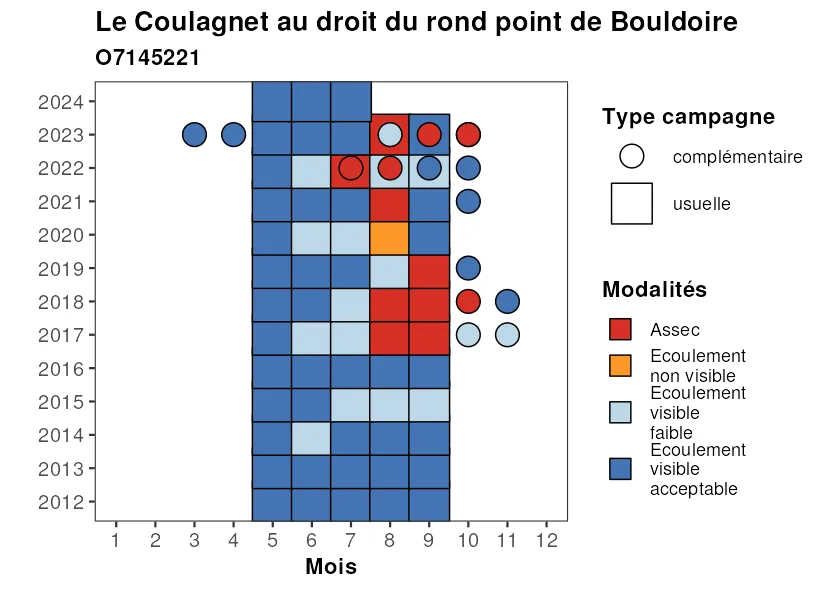 Le Coulagnet au droit du rond point de Bouldoire
O7145221
2024
2023
2022
2021
2020
2019
2018
2017
2016
2015
2014
2013
2012
1 2 3 4 5 6 7 8 9 10 11 12
Mois
Type campagne
complémentaire
usuelle
Modalités
Assec
Ecoulement
non visible
Ecoulement
visible
faible
Ecoulement
visible
acceptable